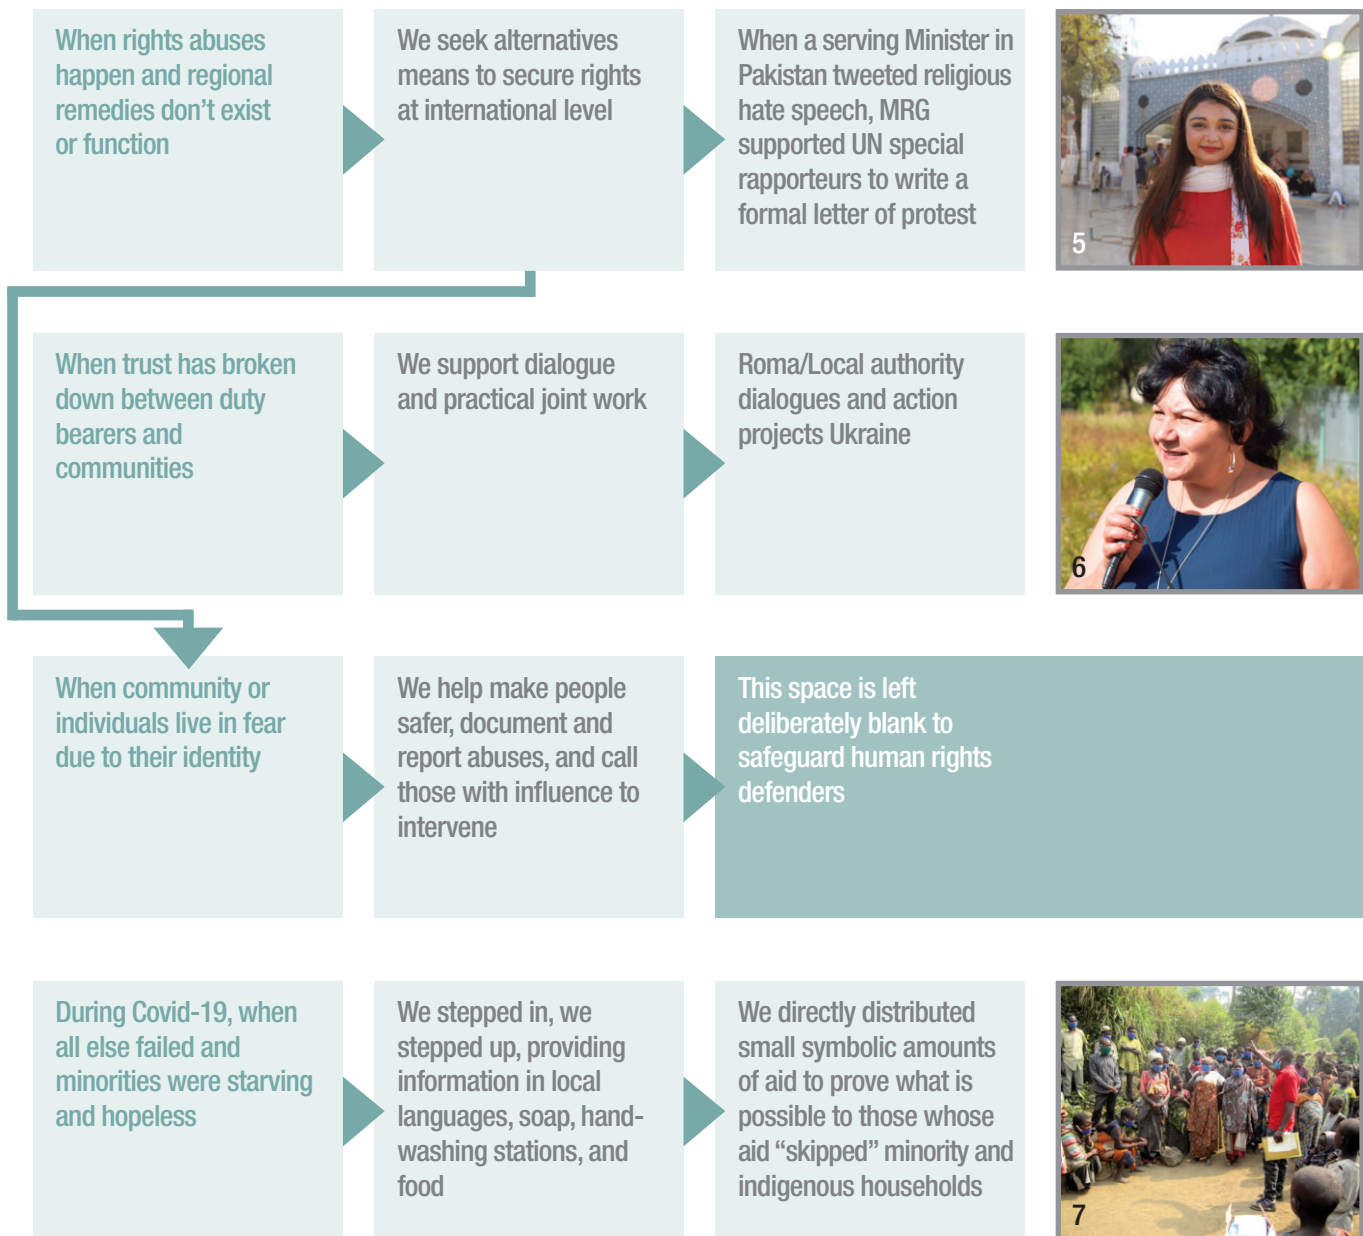 When rights abuses
happen and regional
remedies don't exist
or function
We seek alternatives
means to secure rights
at international level
When a serving Minister in
Pakistan tweeted religious
hate speech, MRG
supported UN special
rapporteurs to write a
formal letter of protest
5
When trust has broken
down between duty
bearers and
communities
We support dialogue
and practical joint work
Roma/Local authority
dialogues and action
projects Ukraine
6
When community or
individuals live in fear
due to their identity
We help make people
safer, document and
report abuses, and call
those with influence to
intervene
This space is left
deliberately blank to
safeguard human rights
defenders
During Covid-19, when
all else failed and
minorities were starving
and hopeless
We stepped in, we
stepped up, providing
information in local
languages, soap, hand-
washing stations, and
food
We directly distributed
small symbolic amounts
of aid to prove what is
possible to those whose
aid “skipped” minority and
indigenous households
7